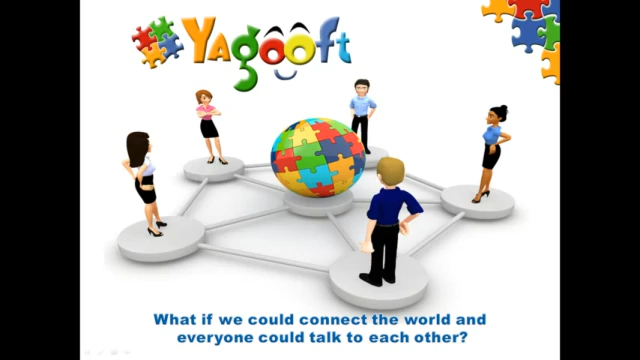 Yagooft
What if we could connect the world and
everyone could talk to each other?